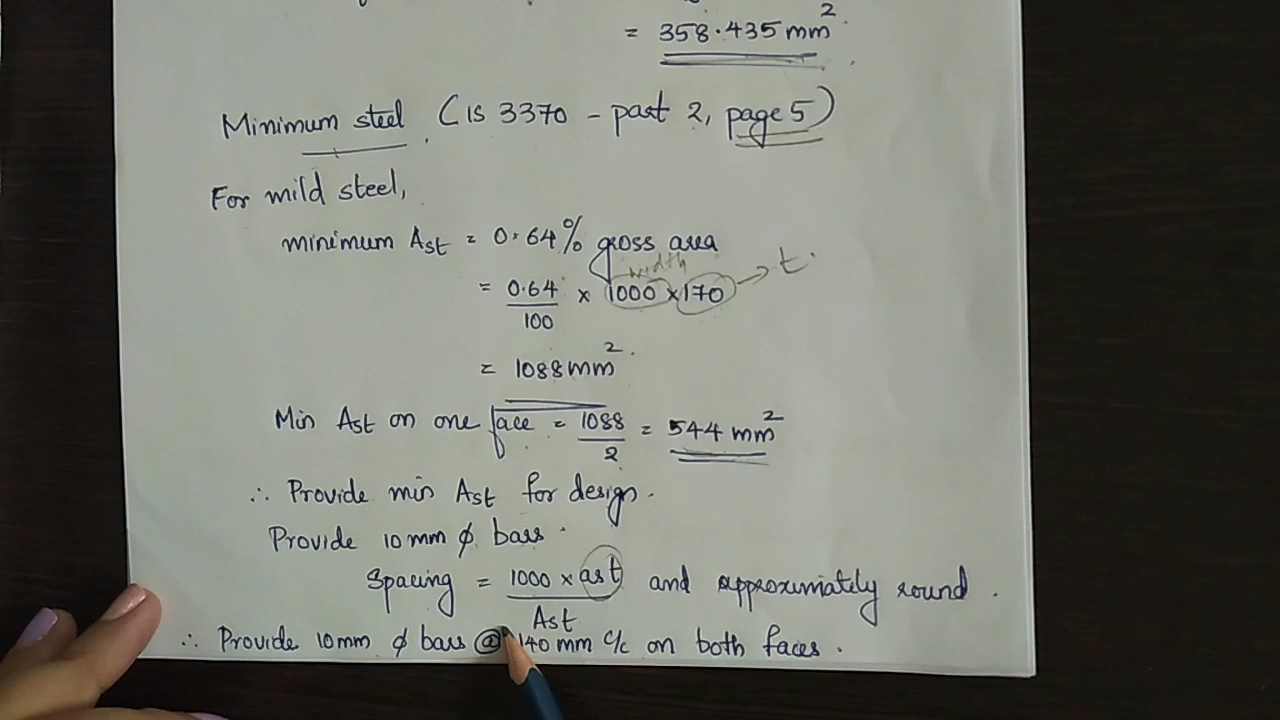 = 358.435 mm²
Minimum steel (IS 3370 - part 2, page 5)
For mild steel,
minimum Ast = 0.64% gross area
width
= 0.64/100 × 1000 × 170 → t.
= 1088 mm².
Min Ast on one face = 1088/2 = 544 mm²
∴ Provide min Ast for design.
Provide 10 mm ϕ bars.
Spacing = 1000 × ast / Ast and approximately round.
∴ Provide 10mm ϕ bars @ 140 mm c/c on both faces.